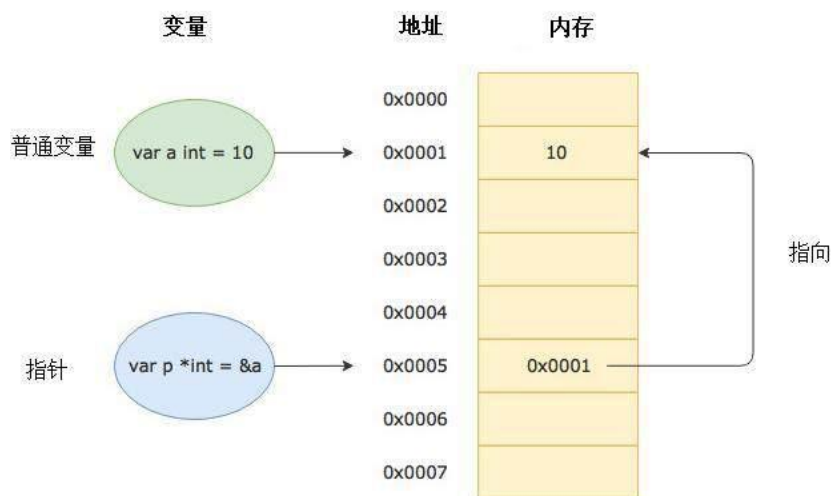 变量 地址 内存
0x0000
普通变量 var a int = 10 0x0001 10
0x0002
0x0003 指向
0x0004
指针 var p *int = &a 0x0005 0x0001
0x0006
0x0007